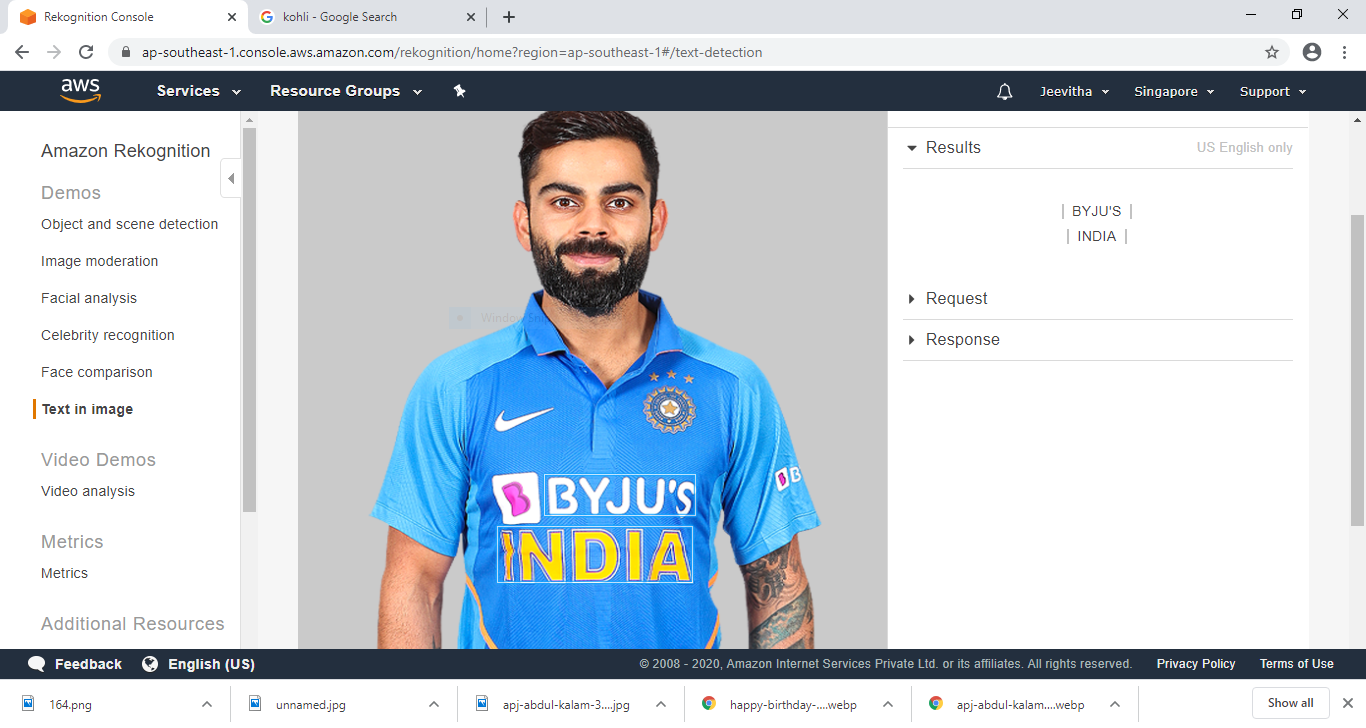 Rekognition Console
kohli - Google Search
ap-southeast-1.console.aws.amazon.com/rekognition/home?region=ap-southeast-1#/text-detection
aws
Services
Resource Groups
Jeevitha
Singapore
Support
Amazon Rekognition
Demos
Object and scene detection
Image moderation
Facial analysis
Celebrity recognition
Face comparison
Text in image
Video Demos
Video analysis
Metrics
Metrics
Additional Resources
B BYJU'S
INDIA
B
Results
US English only
| BYJU'S |
| INDIA |
Request
Response
Feedback
English (US)
© 2008 - 2020, Amazon Internet Services Private Ltd. or its affiliates. All rights reserved.
Privacy Policy
Terms of Use
164.png
unnamed.jpg
apj-abdul-kalam-3....jpg
happy-birthday-....webp
apj-abdul-kalam....webp
Show all